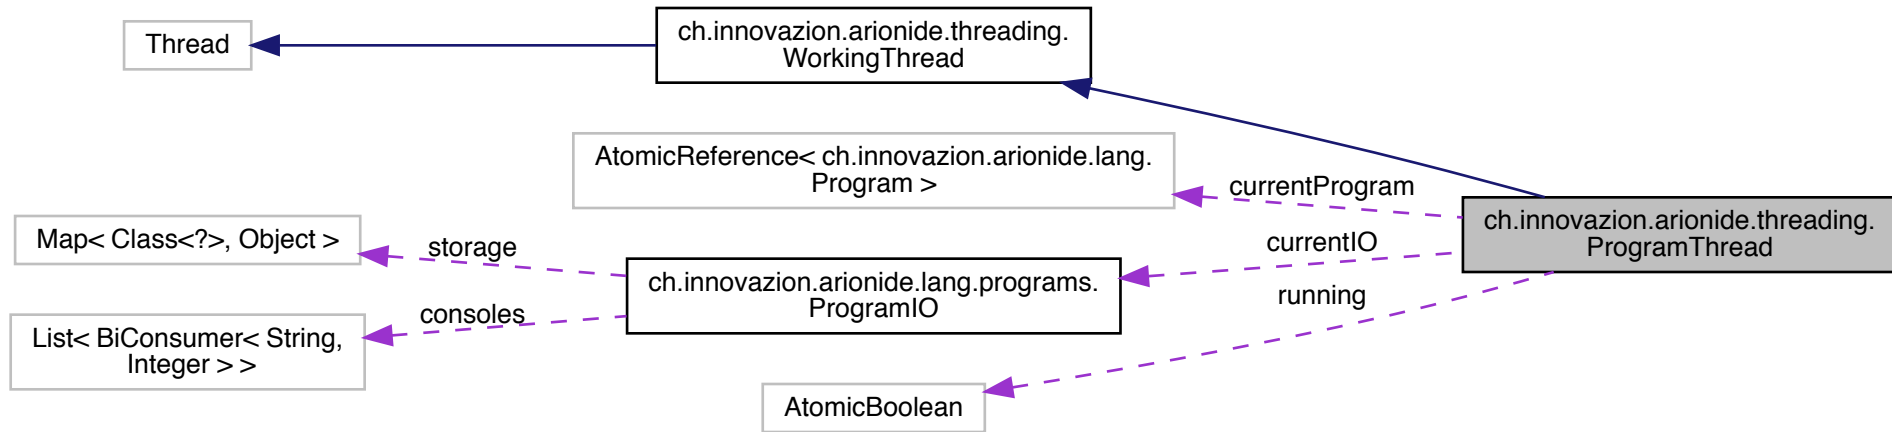 Thread
ch.innovazion.arionide.threading.
WorkingThread
AtomicReference< ch.innovazion.arionide.lang.
Program >
currentProgram
ch.innovazion.arionide.threading.
ProgramThread
Map< Class<?>, Object >
storage
currentIO
ch.innovazion.arionide.lang.programs.
ProgramIO
running
consoles
List< BiConsumer< String,
Integer > >
AtomicBoolean